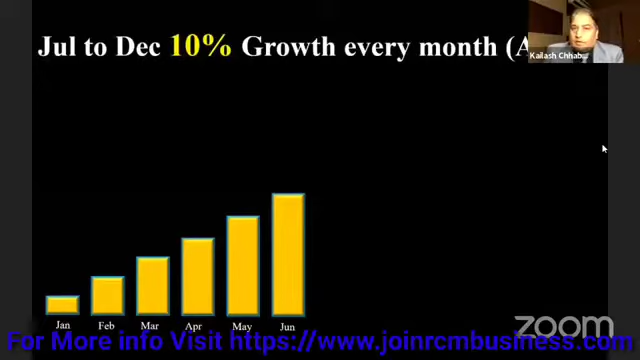 Jul to Dec 10% Growth every month (A
Kailash Chhab...
Jan Feb Mar Apr May Jun
zoom
For More info Visit https://www.joinrcmbusiness.com